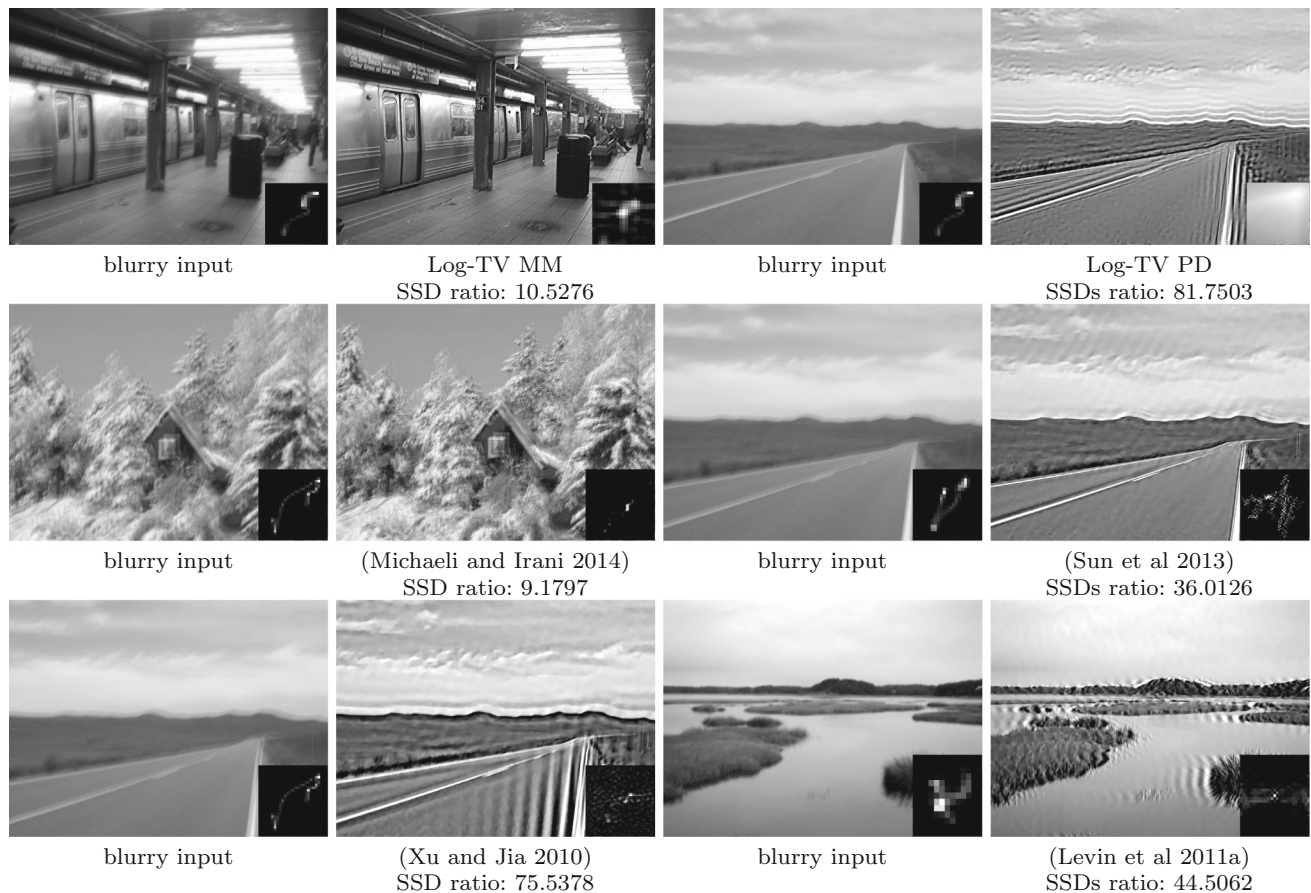 blurry input
Log-TV MM
SSD ratio: 10.5276
blurry input
Log-TV PD
SSDs ratio: 81.7503
blurry input
(Michaeli and Irani 2014)
SSD ratio: 9.1797
blurry input
(Sun et al 2013)
SSDs ratio: 36.0126
blurry input
(Xu and Jia 2010)
SSD ratio: 75.5378
blurry input
(Levin et al 2011a)
SSDs ratio: 44.5062